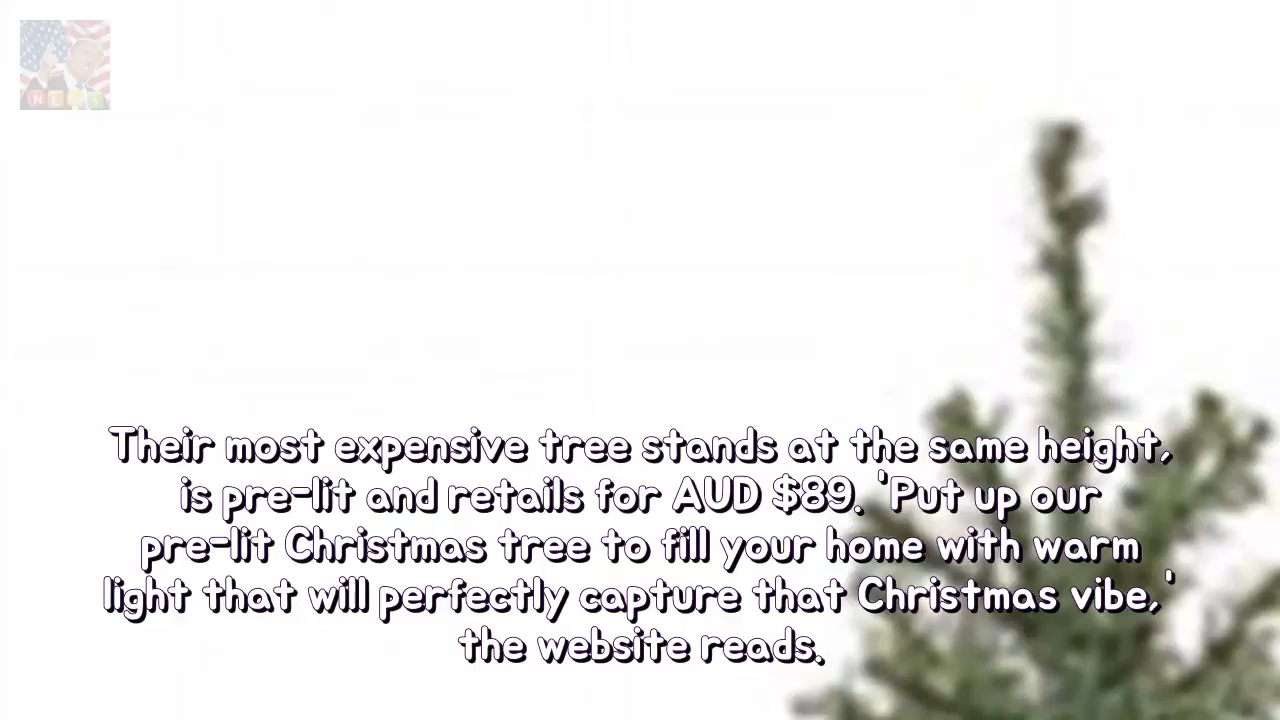 NEWS
Their most expensive tree stands at the same height,
is pre-lit and retails for AUD $89. 'Put up our
pre-lit Christmas tree to fill your home with warm
light that will perfectly capture that Christmas vibe,'
the website reads.